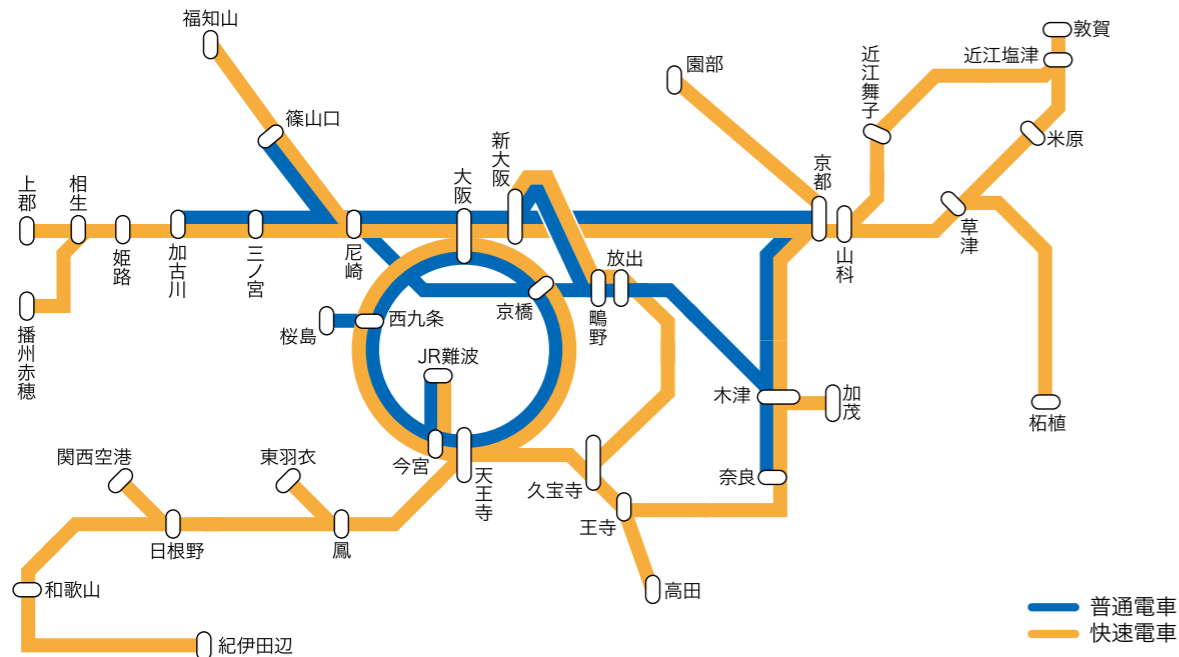 福知山
敦賀
近江塩津
近江舞子
園部
篠山口
新大阪
米原
京都
大阪
上郡
相生
草津
姫路
加古川
三ノ宮
尼崎
山科
放出
京橋
鴫野
西九条
桜島
播州赤穂
JR難波
木津
加茂
柘植
関西空港
東羽衣
今宮
天王寺
久宝寺
奈良
王寺
日根野
鳳
和歌山
高田
紀伊田辺
普通電車
快速電車